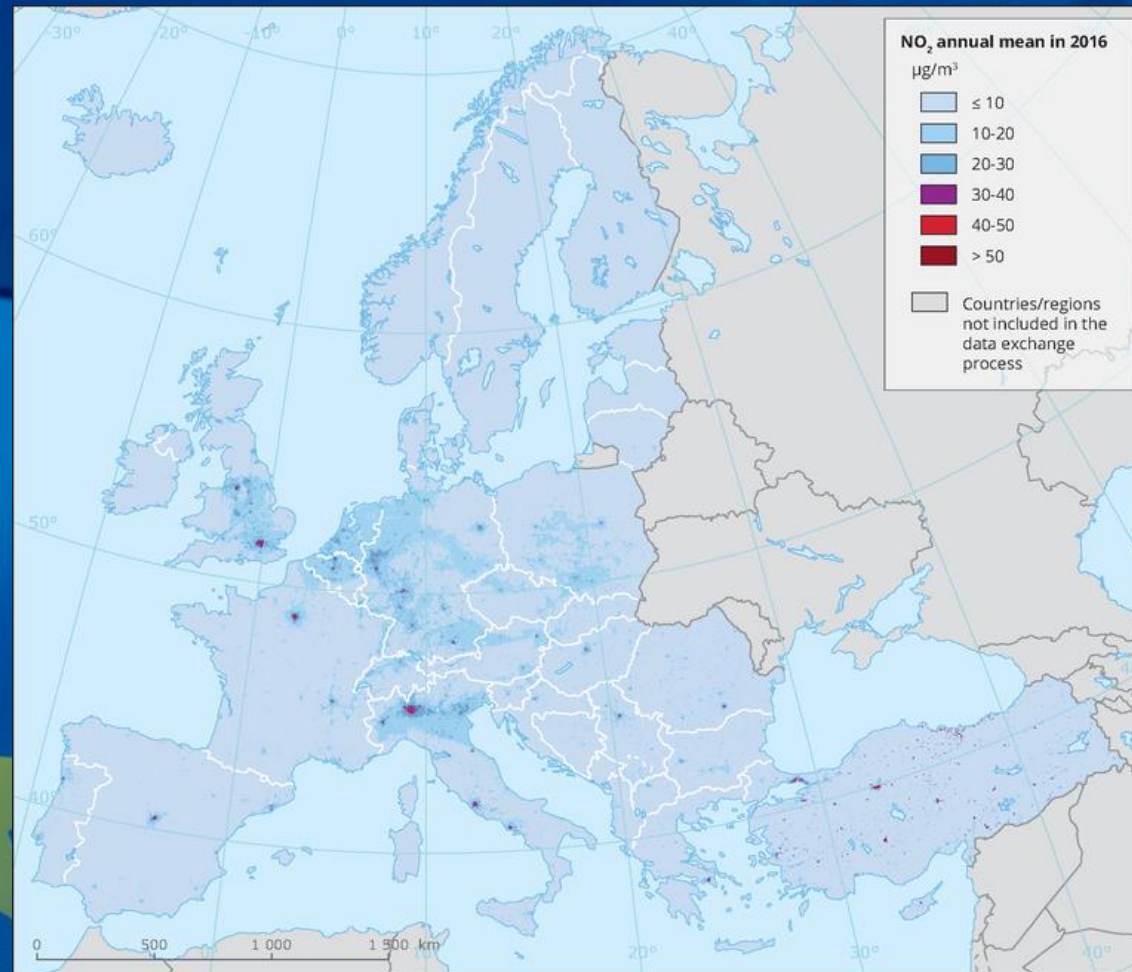 -30° -20° -10° 0° 10° 20° 30° 40° 50°
NO₂ annual mean in 2016
µg/m³
≤ 10
10-20
20-30
30-40
40-50
> 50
Countries/regions
not included in the
data exchange
process
60°
50°
40°
0 500 1 000 1 500 km
0° 10° 20° 30° 40°